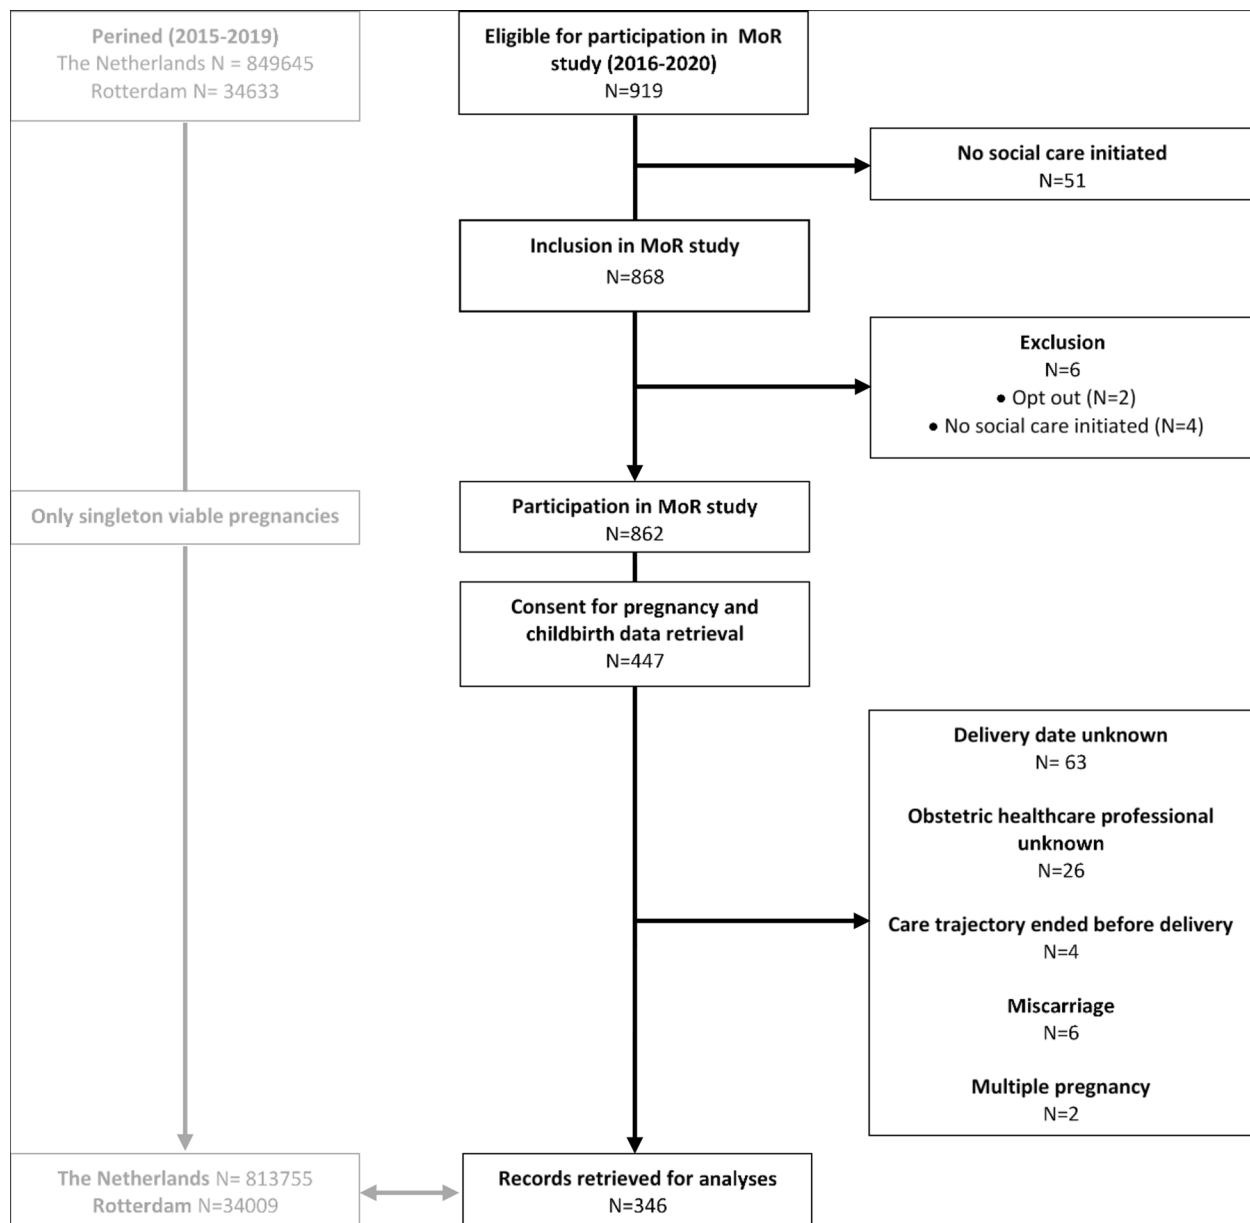 Perined (2015-2019)
The Netherlands N = 849645
Rotterdam N= 34633
Eligible for participation in MoR
study (2016-2020)
N=919
No social care initiated
N=51
Inclusion in MoR study
N=868
Exclusion
N=6
• Opt out (N=2)
• No social care initiated (N=4)
Only singleton viable pregnancies
Participation in MoR study
N=862
Consent for pregnancy and
childbirth data retrieval
N=447
Delivery date unknown
N= 63
Obstetric healthcare professional
unknown
N=26
Care trajectory ended before delivery
N=4
Miscarriage
N=6
Multiple pregnancy
N=2
The Netherlands N= 813755
Rotterdam N=34009
Records retrieved for analyses
N=346